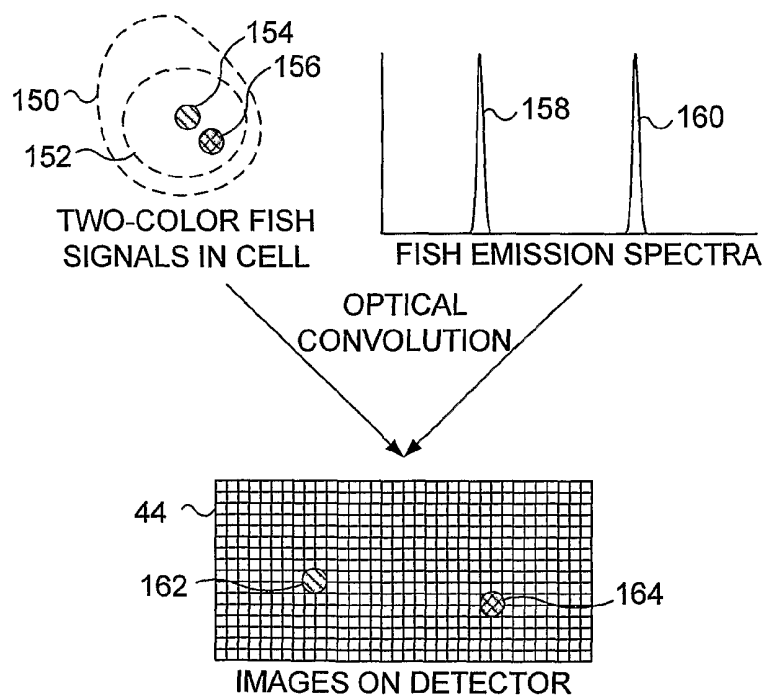 154
156
150
152
158
160
TWO-COLOR FISH
SIGNALS IN CELL
FISH EMISSION SPECTRA
OPTICAL
CONVOLUTION
44
162
164
IMAGES ON DETECTOR